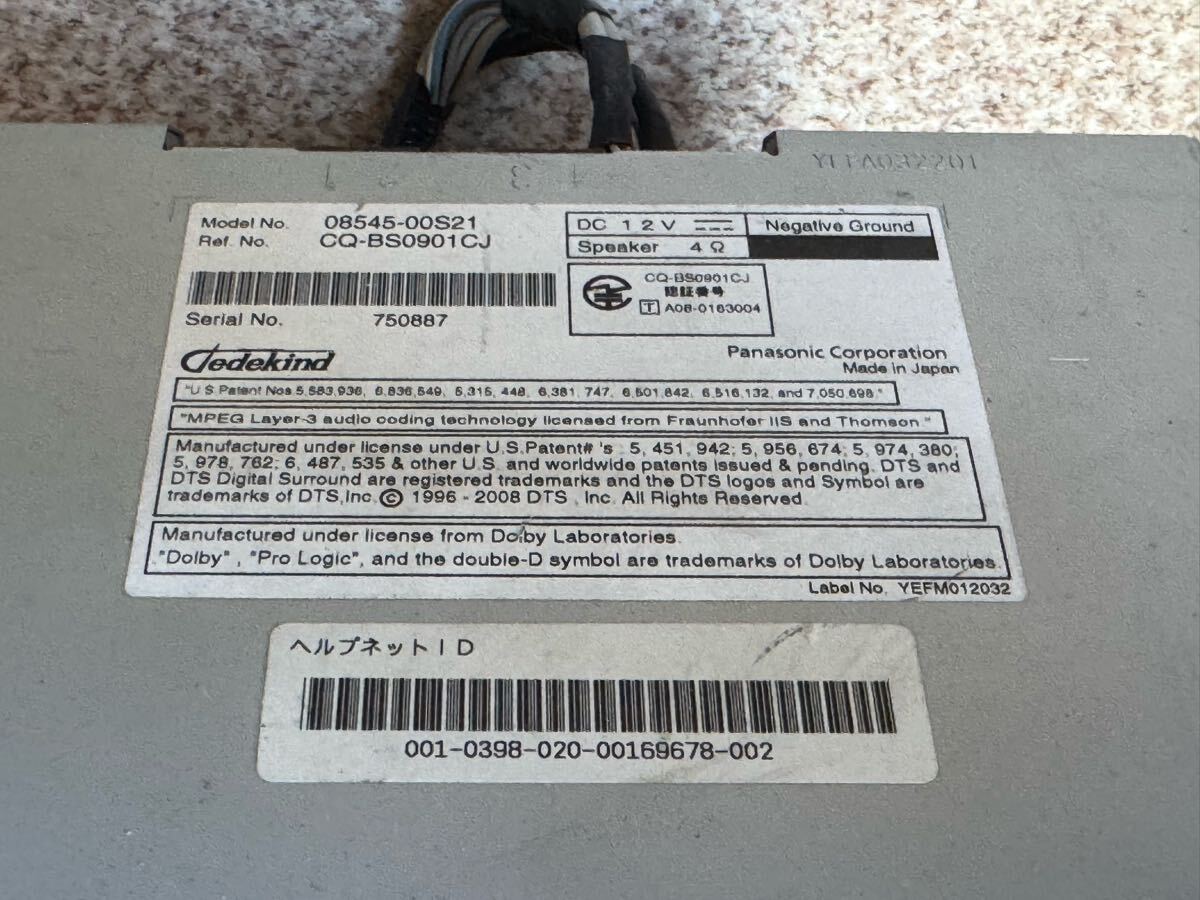 YEFA032201
Model No. 08545-00S21
Ref. No. CQ-BS0901CJ
DC 12V
Negative Ground
Speaker 4Ω
CQ-BS0901CJ
認証番号
T A08-0163004
Serial No. 750887
Gedekind
Panasonic Corporation
Made in Japan
"U S Patent Nos 5,583,936, 6,836,549, 5,315,448, 6,381,747, 6,501,842, 6,516,132, and 7,050,698."
"MPEG Layer-3 audio coding technology licensed from Fraunhofer IIS and Thomson."
Manufactured under license under U.S.Patent# 's 5, 451, 942; 5, 956, 674; 5, 974, 380;
5, 978, 762; 6, 487, 535 & other U.S. and worldwide patents issued & pending. DTS and
DTS Digital Surround are registered trademarks and the DTS logos and Symbol are
trademarks of DTS,Inc.© 1996 - 2008 DTS , Inc. All Rights Reserved.
Manufactured under license from Dolby Laboratories.
"Dolby" , "Pro Logic", and the double-D symbol are trademarks of Dolby Laboratories.
Label No. YEFM012032
ヘルプネットID
001-0398-020-00169678-002